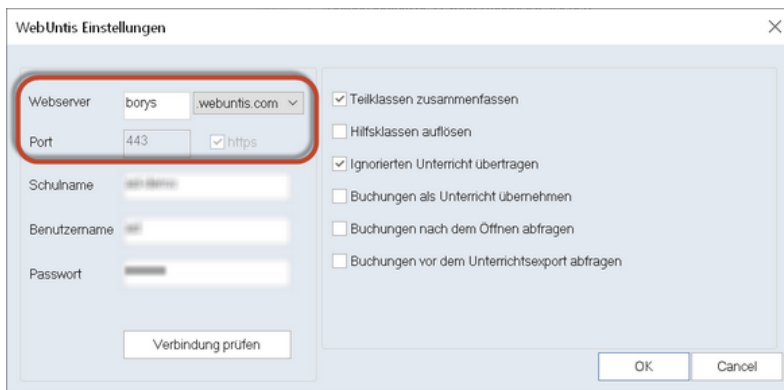 WebUntis Einstellungen
Webserver borys .webuntis.com
Port 443 https
Schulname
Benutzername
Passwort
Verbindung prüfen
Teilklassen zusammenfassen
Hilfsklassen auflösen
Ignorierten Unterricht übertragen
Buchungen als Unterricht übernehmen
Buchungen nach dem Öffnen abfragen
Buchungen vor dem Unterrichtsexport abfragen
OK Cancel